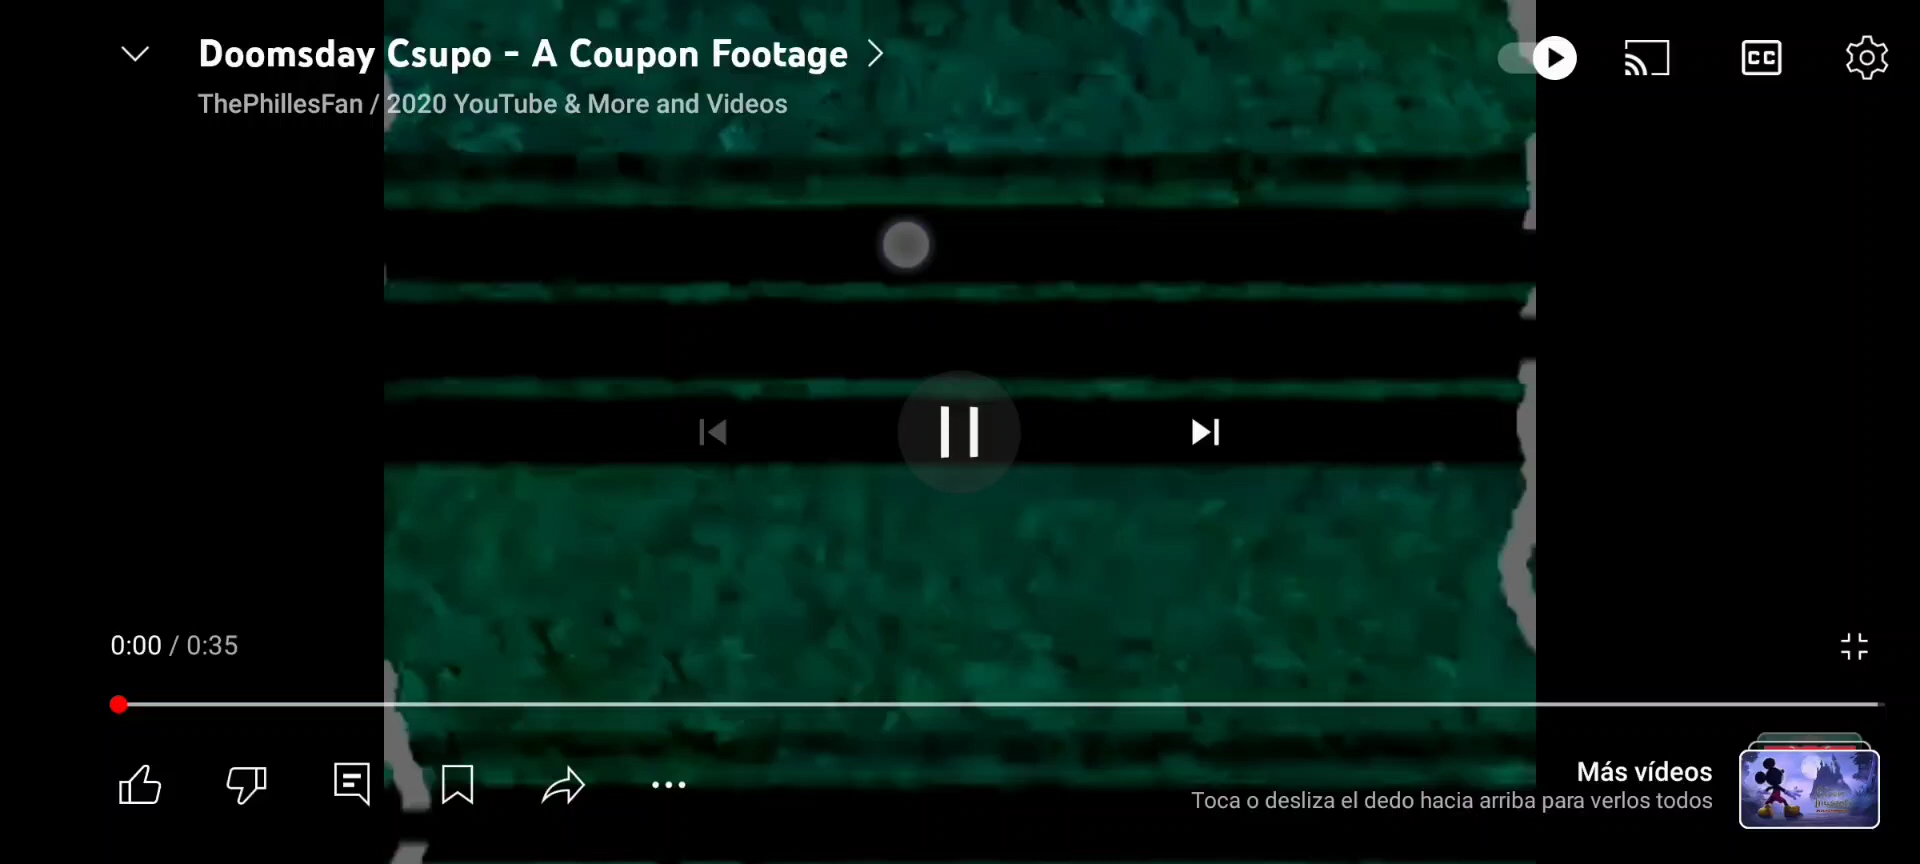 Doomsday Csupo - A Coupon Footage
ThePhillesFan / 2020 YouTube & More and Videos
CC
0:00 / 0:35
Más vídeos
Toca o desliza el dedo hacia arriba para verlos todos